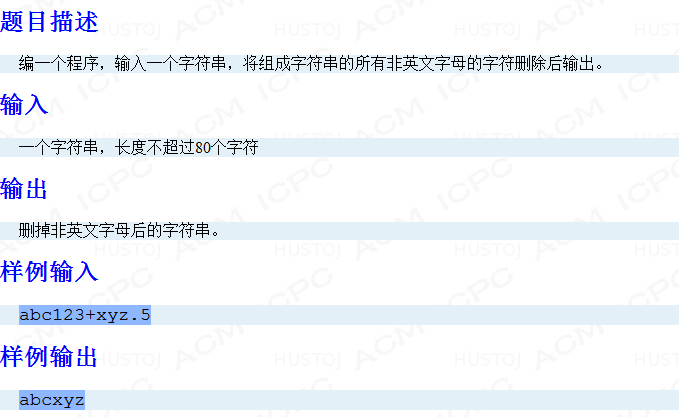 题目描述
编一个程序，输入一个字符串，将组成字符串的所有非英文字母的字符删除后输出。
输入
一个字符串，长度不超过80个字符
输出
删掉非英文字母后的字符串。
样例输入
abc123+xyz.5
样例输出
abcxyz